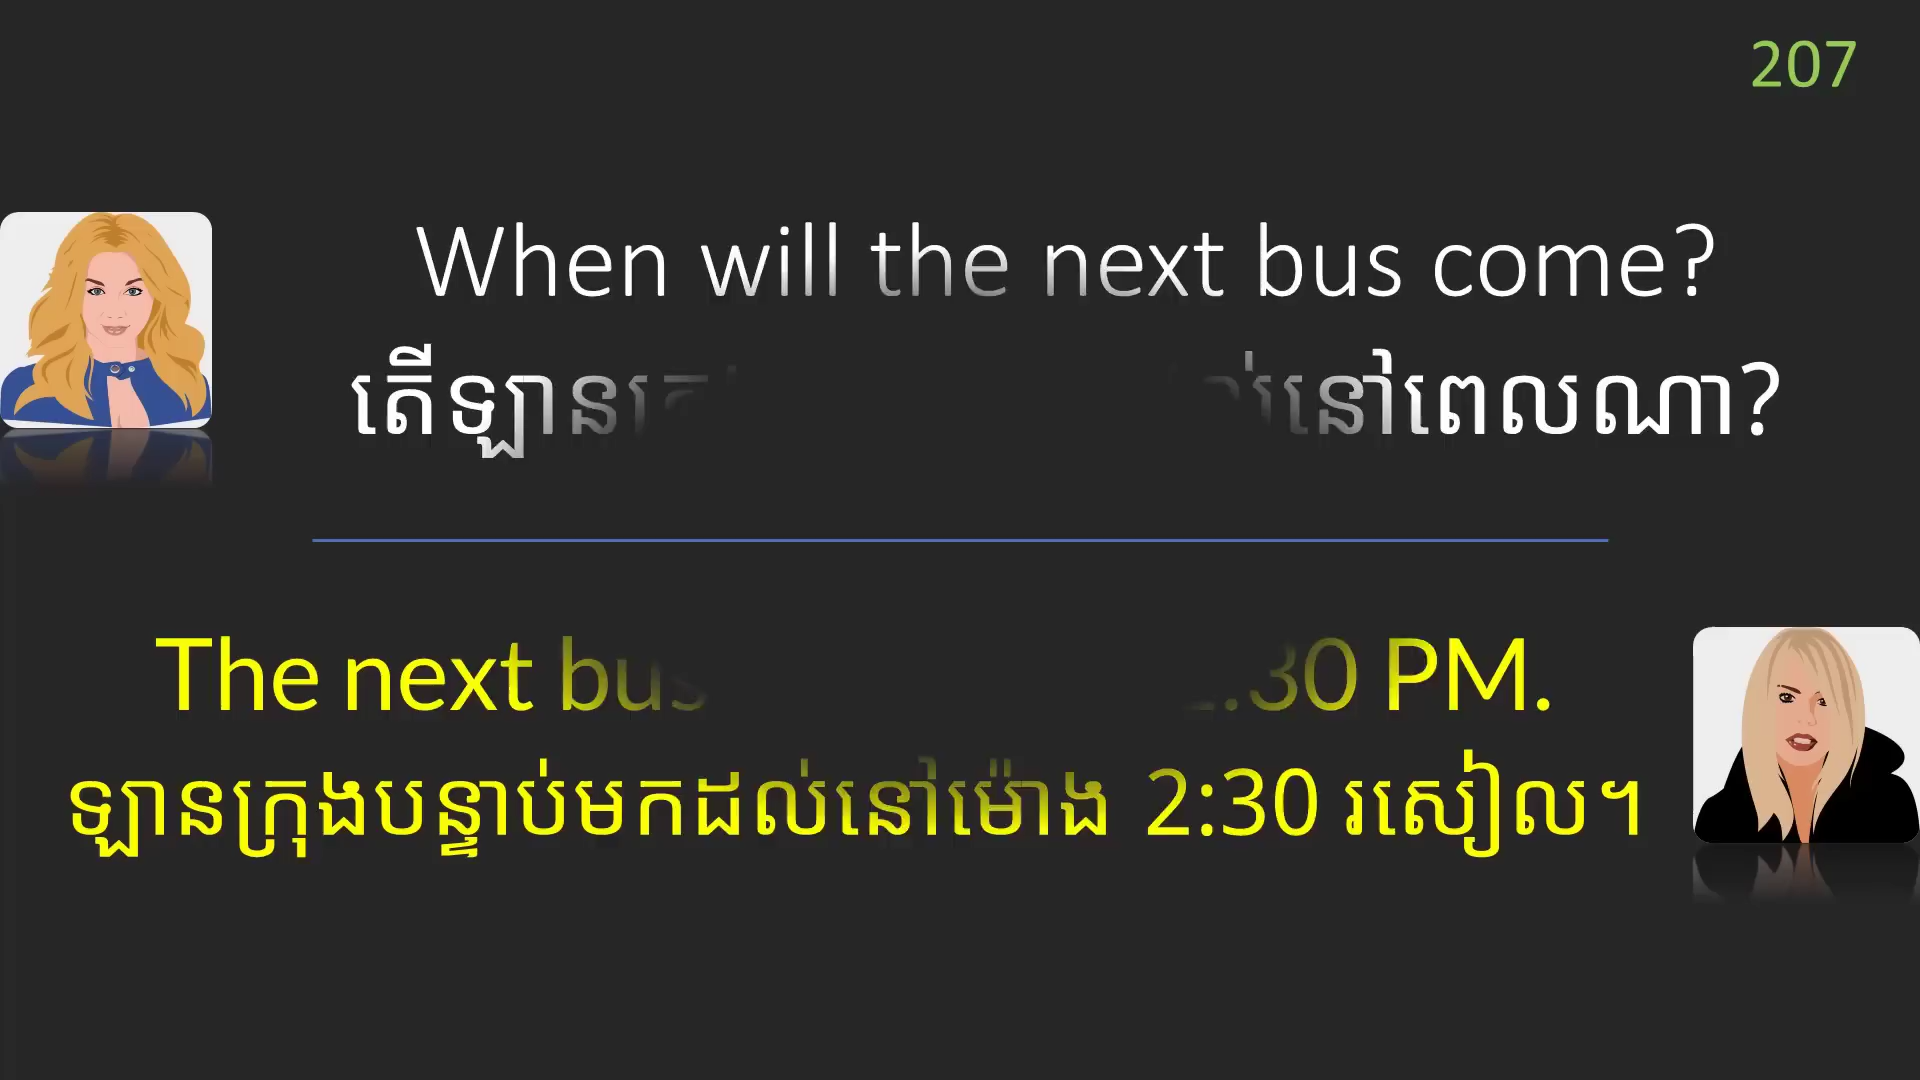 207
When will the next bus come?
តើឡាន នៅពេលណា?
The next bus PM.
ឡានក្រុងបន្ទាប់មកដល់នៅម៉ោង 2:30 រសៀល។